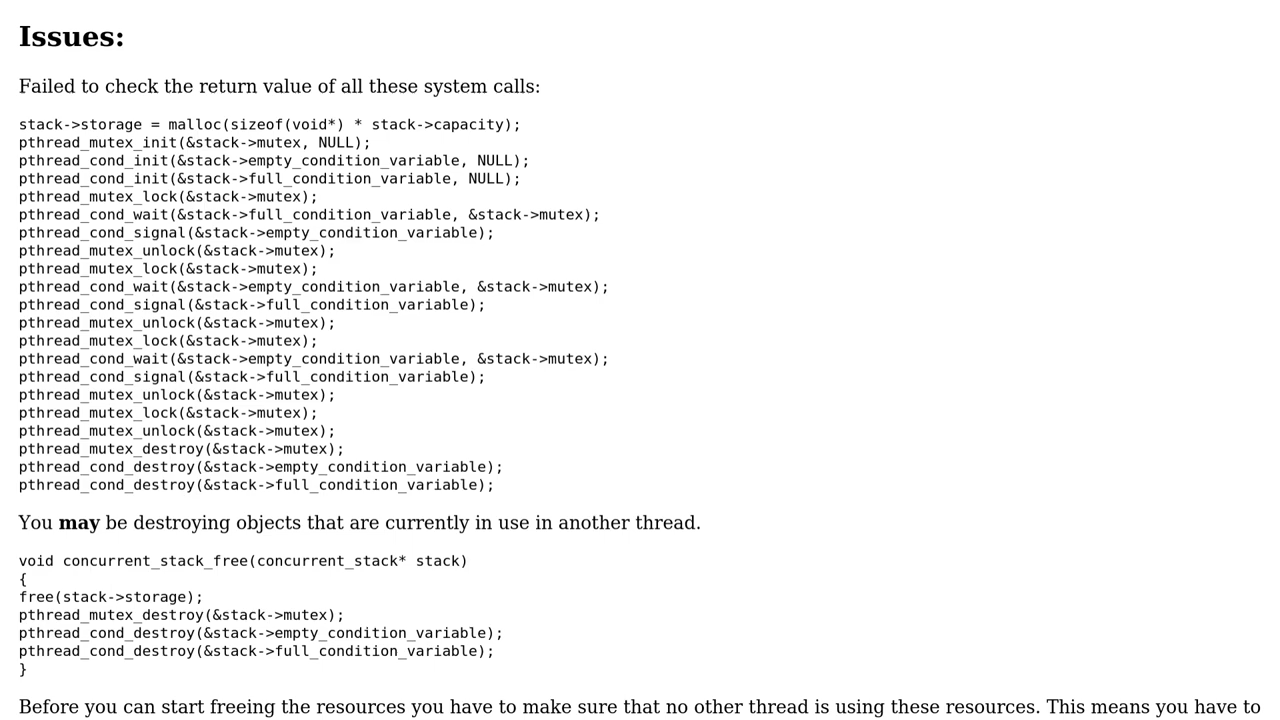 Issues:
Failed to check the return value of all these system calls:
stack->storage = malloc(sizeof(void*) * stack->capacity);
pthread_mutex_init(&stack->mutex, NULL);
pthread_cond_init(&stack->empty_condition_variable, NULL);
pthread_cond_init(&stack->full_condition_variable, NULL);
pthread_mutex_lock(&stack->mutex);
pthread_cond_wait(&stack->full_condition_variable, &stack->mutex);
pthread_cond_signal(&stack->empty_condition_variable);
pthread_mutex_unlock(&stack->mutex);
pthread_mutex_lock(&stack->mutex);
pthread_cond_wait(&stack->empty_condition_variable, &stack->mutex);
pthread_cond_signal(&stack->full_condition_variable);
pthread_mutex_unlock(&stack->mutex);
pthread_mutex_lock(&stack->mutex);
pthread_cond_wait(&stack->empty_condition_variable, &stack->mutex);
pthread_cond_signal(&stack->full_condition_variable);
pthread_mutex_unlock(&stack->mutex);
pthread_mutex_lock(&stack->mutex);
pthread_mutex_unlock(&stack->mutex);
pthread_mutex_destroy(&stack->mutex);
pthread_cond_destroy(&stack->empty_condition_variable);
pthread_cond_destroy(&stack->full_condition_variable);
You may be destroying objects that are currently in use in another thread.
void concurrent_stack_free(concurrent_stack* stack)
{
free(stack->storage);
pthread_mutex_destroy(&stack->mutex);
pthread_cond_destroy(&stack->empty_condition_variable);
pthread_cond_destroy(&stack->full_condition_variable);
}
Before you can start freeing the resources you have to make sure that no other thread is using these resources. This means you have to